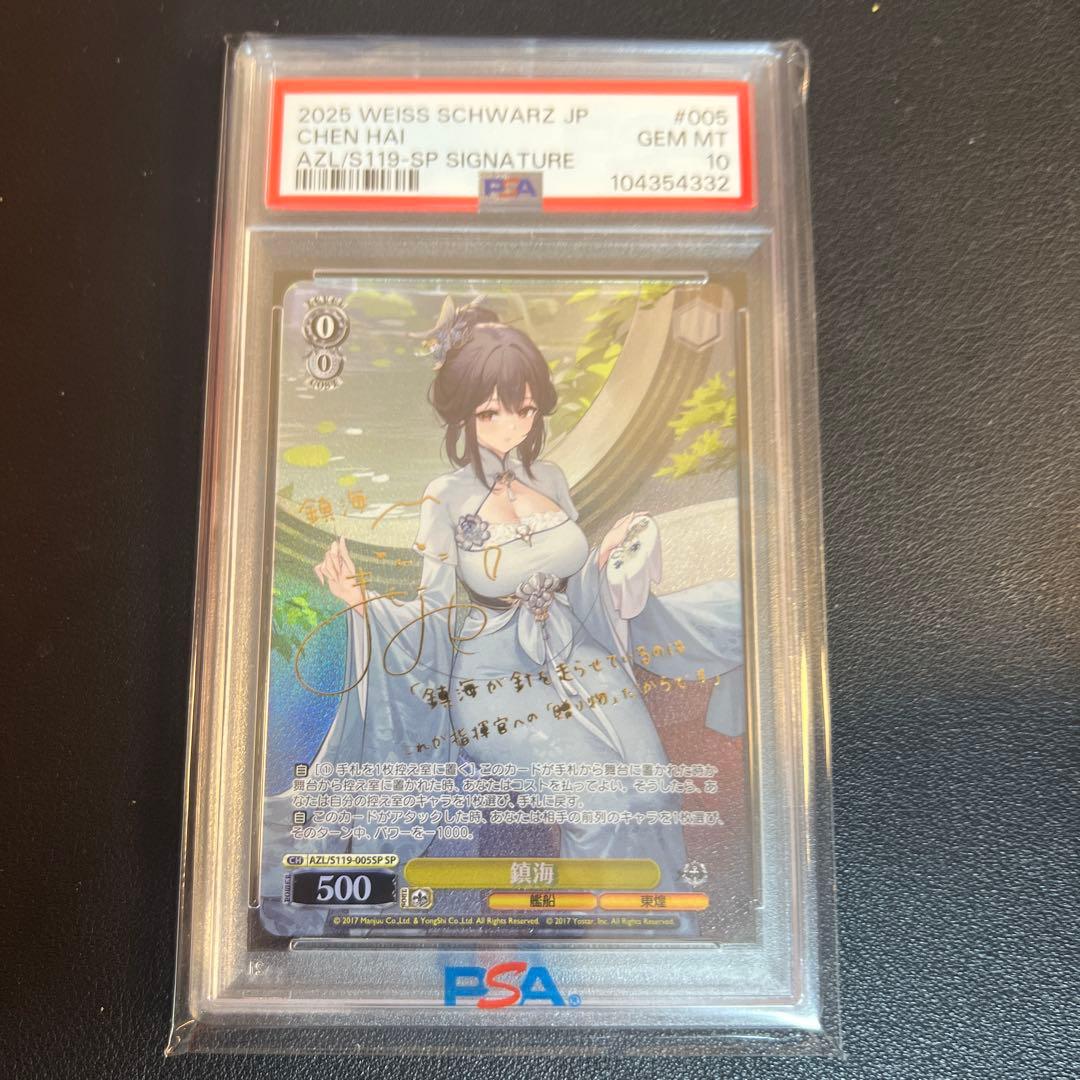 2025 WEISS SCHWARZ JP #005
CHEN HAI GEM MT
AZL/S119-SP SIGNATURE 10
PSA 104354332
LEVEL
0
0
COST
鎮海
「鎮海が針を走らせているのは
これが指揮官への「贈り物」だからで…」
自 [① 手札を1枚控え室に置く] このカードが手札から舞台に置かれた時か
舞台から控え室に置かれた時、あなたはコストを払ってよい。そうしたら、あ
なたは自分の控え室のキャラを1枚選び、手札に戻す。
自 このカードがアタックした時、あなたは相手の前列のキャラを1枚選び、
そのターン中、パワーを－1000。
CH AZL/S119-005SP SP
鎮海
POWER 500 SOUL
艦船 東煌
© 2017 Manjuu Co.,Ltd. & YongShi Co.,Ltd. All Rights Reserved. © 2017 Yostar, Inc. All Rights Reserved.
PSA®